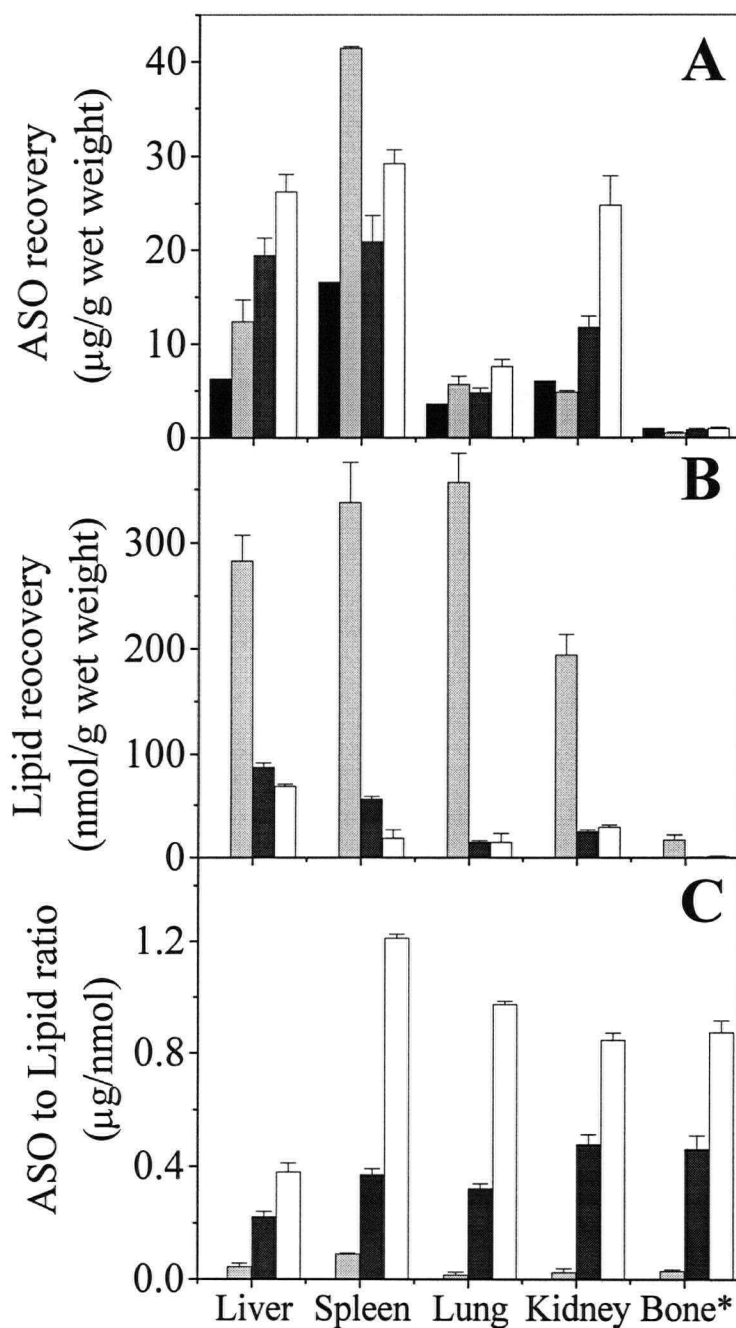 A
ASO recovery
(µg/g wet weight)
40
30
20
10
0
B
Lipid reocovery
(nmol/g wet weight)
300
200
100
0
C
ASO to Lipid ratio
(µg/nmol)
1.2
0.8
0.4
0.0
Liver Spleen Lung Kidney Bone*